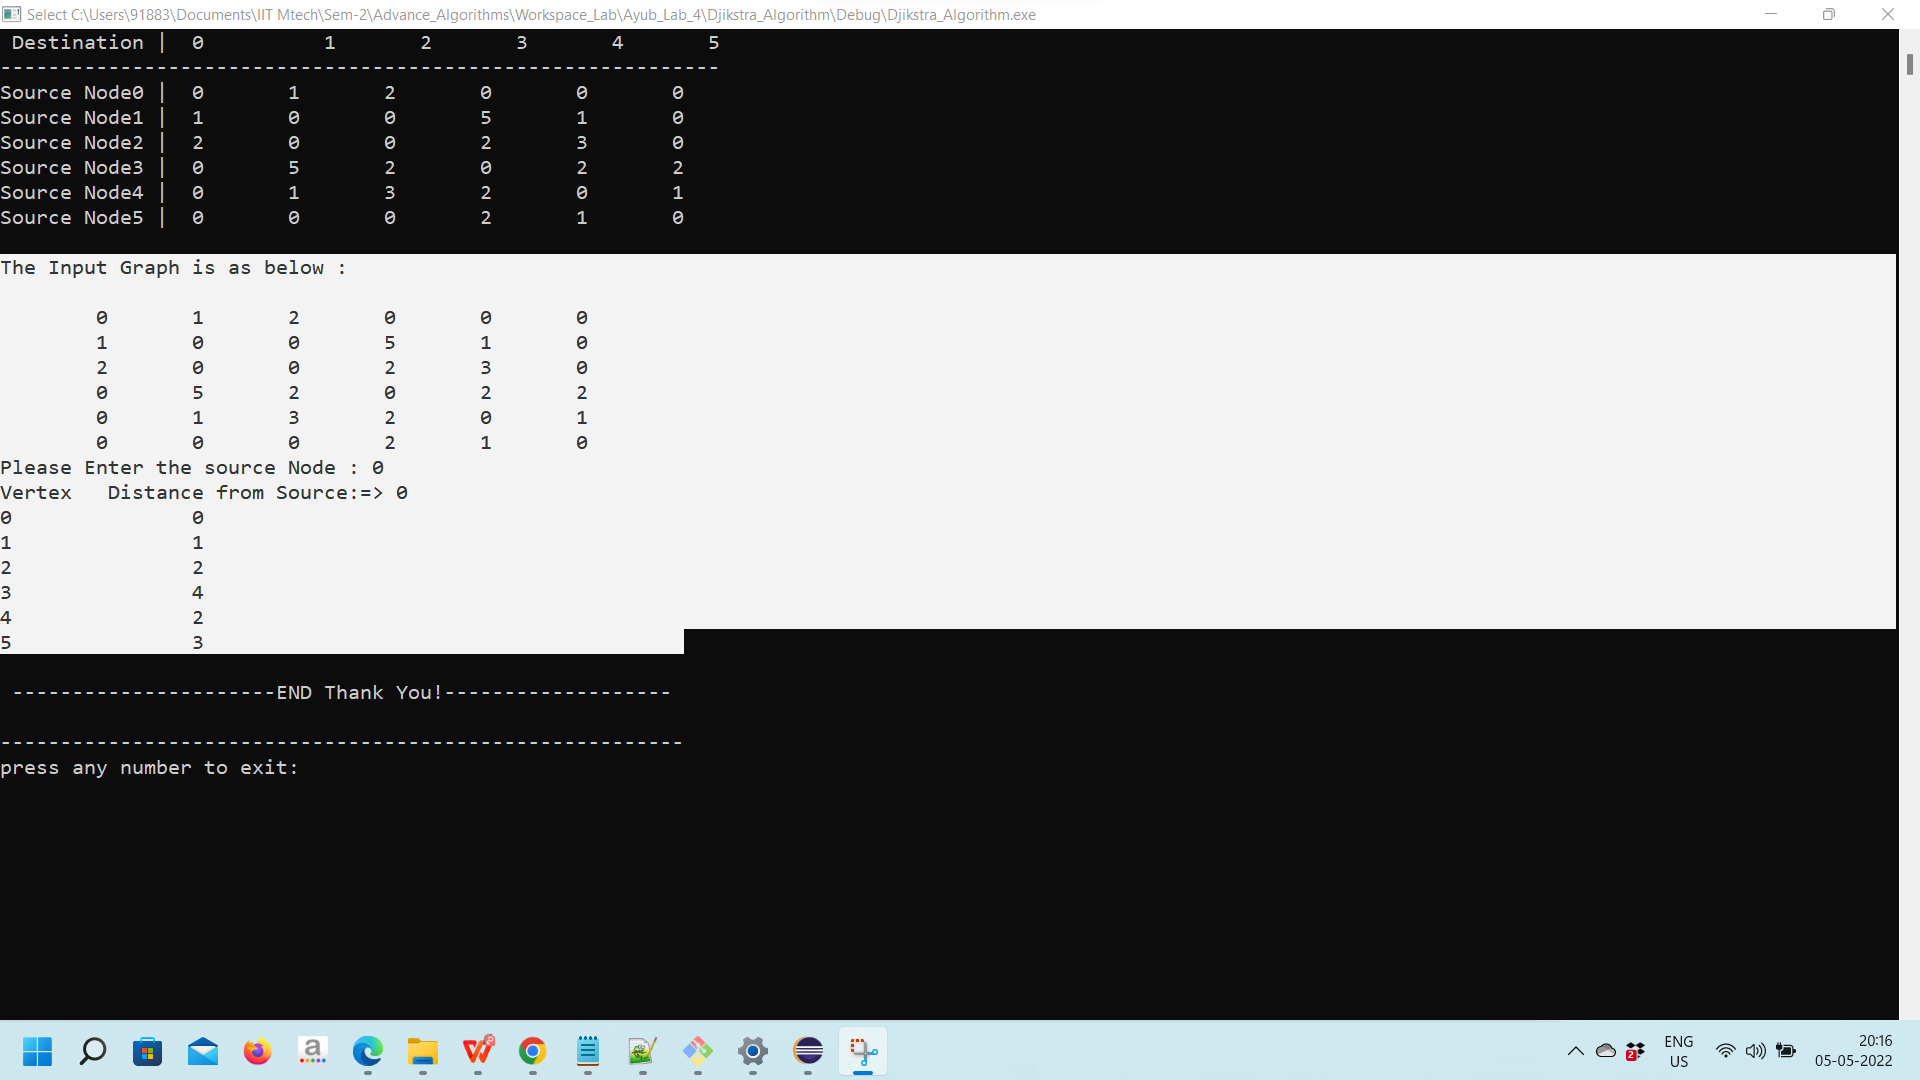 Select C:\Users\91883\Documents\IIT Mtech\Sem-2\Advance_Algorithms\Workspace_Lab\Ayub_Lab_4\Djikstra_Algorithm\Debug\Djikstra_Algorithm.exe
Destination | 0 1 2 3 4 5
------------------------------------------------------------
Source Node0 | 0 1 2 0 0 0
Source Node1 | 1 0 0 5 1 0
Source Node2 | 2 0 0 2 3 0
Source Node3 | 0 5 2 0 2 2
Source Node4 | 0 1 3 2 0 1
Source Node5 | 0 0 0 2 1 0
The Input Graph is as below :
0 1 2 0 0 0
1 0 0 5 1 0
2 0 0 2 3 0
0 5 2 0 2 2
0 1 3 2 0 1
0 0 0 2 1 0
Please Enter the source Node : 0
Vertex Distance from Source:=> 0
0 0
1 1
2 2
3 4
4 2
5 3
----------------------END Thank You!-------------------
---------------------------------------------------------
press any number to exit:
a
2
ENG
US
20:16
05-05-2022